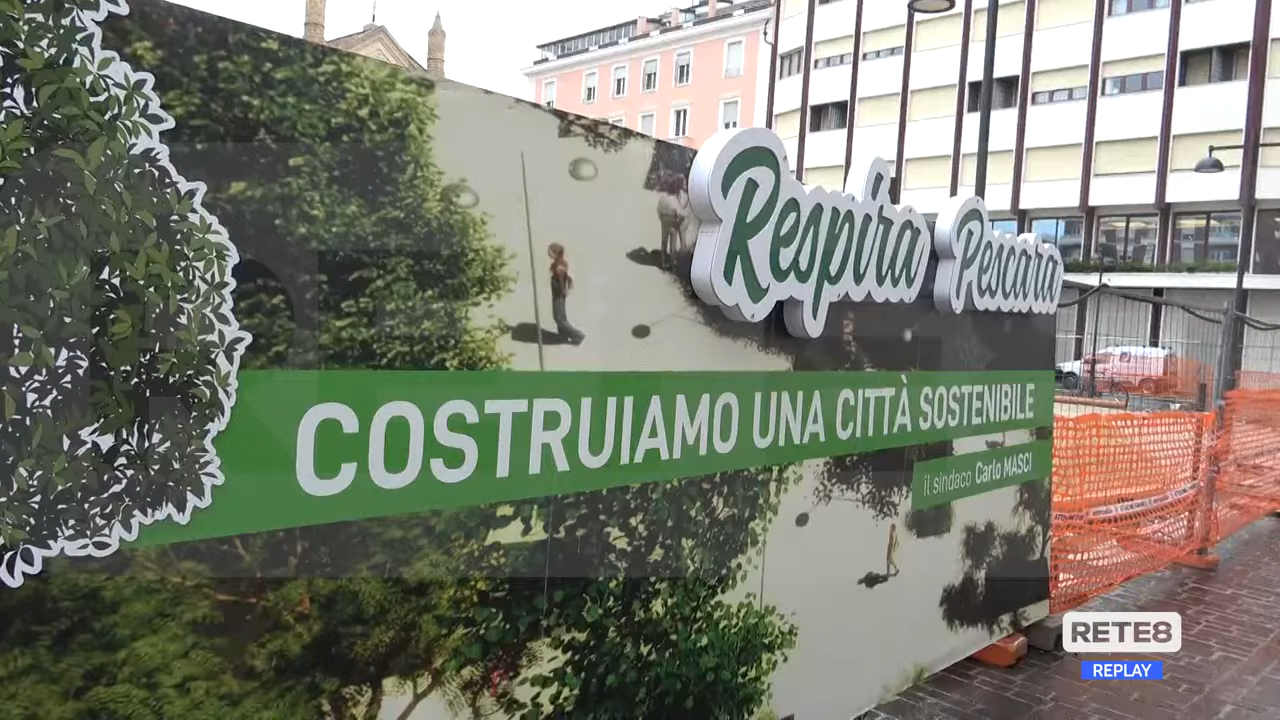 Respira
Pescara
COSTRUIAMO UNA CITTÀ SOSTENIBILE
il sindaco Carlo MASCI
RETE8
REPLAY